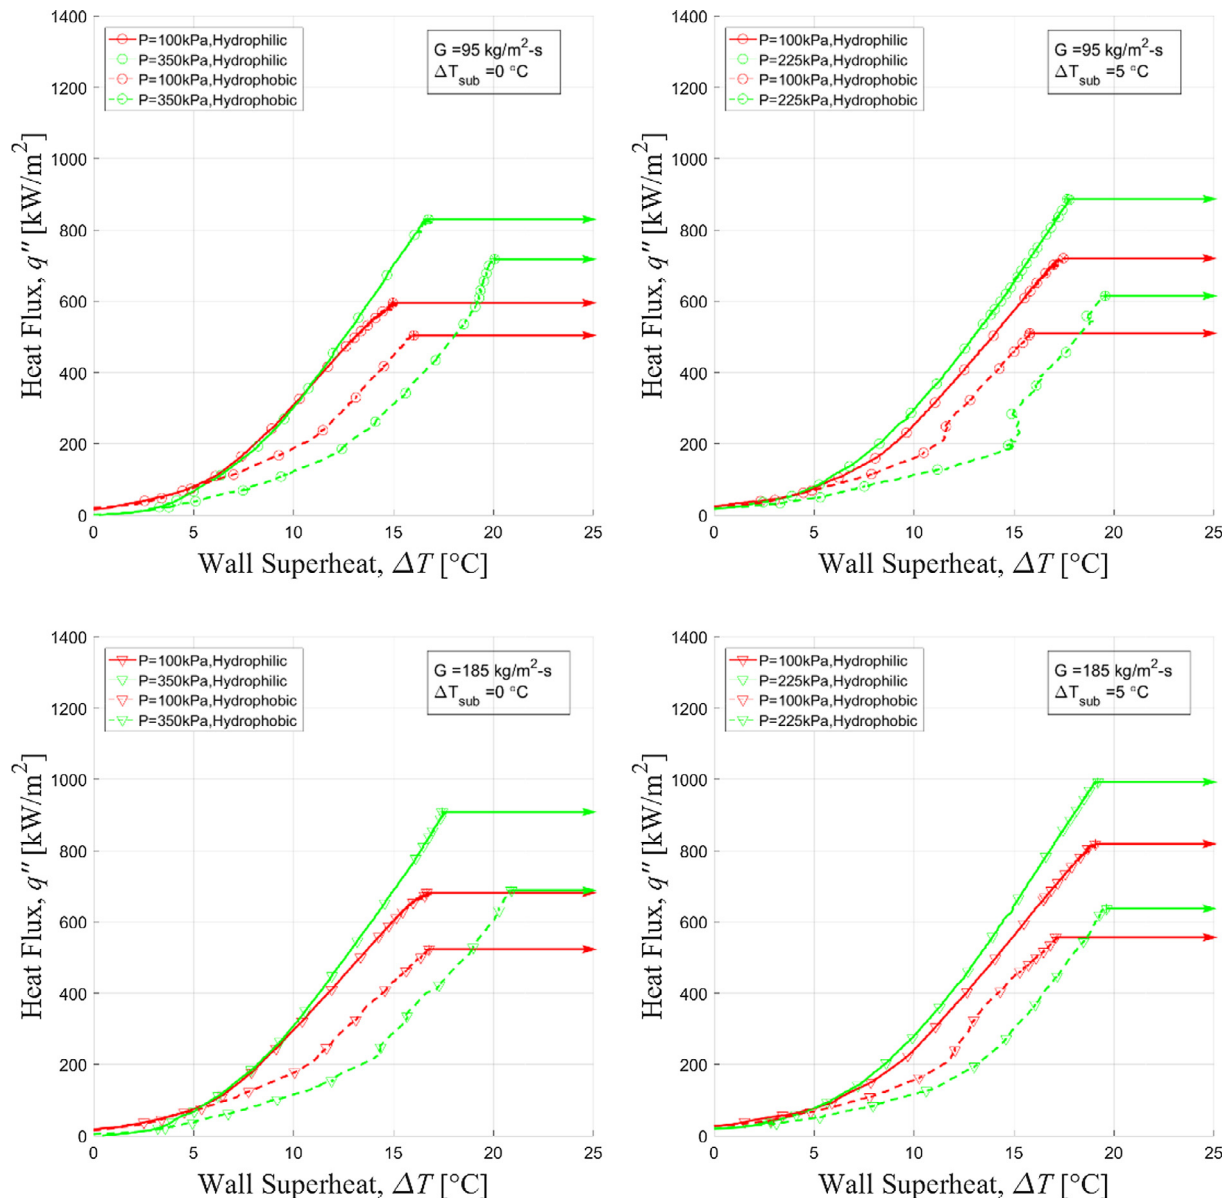 1400
1200
1000
800
600
400
200
0
Heat Flux, q″ [kW/m²]
P=100kPa,Hydrophilic
P=350kPa,Hydrophilic
P=100kPa,Hydrophobic
P=350kPa,Hydrophobic
G =95 kg/m²-s
ΔT_sub =0 °C
0 5 10 15 20 25
Wall Superheat, ΔT [°C]
1400
1200
1000
800
600
400
200
0
Heat Flux, q″ [kW/m²]
P=100kPa,Hydrophilic
P=225kPa,Hydrophilic
P=100kPa,Hydrophobic
P=225kPa,Hydrophobic
G =95 kg/m²-s
ΔT_sub =5 °C
0 5 10 15 20 25
Wall Superheat, ΔT [°C]
1400
1200
1000
800
600
400
200
0
Heat Flux, q″ [kW/m²]
P=100kPa,Hydrophilic
P=350kPa,Hydrophilic
P=100kPa,Hydrophobic
P=350kPa,Hydrophobic
G =185 kg/m²-s
ΔT_sub =0 °C
0 5 10 15 20 25
Wall Superheat, ΔT [°C]
1400
1200
1000
800
600
400
200
0
Heat Flux, q″ [kW/m²]
P=100kPa,Hydrophilic
P=225kPa,Hydrophilic
P=100kPa,Hydrophobic
P=225kPa,Hydrophobic
G =185 kg/m²-s
ΔT_sub =5 °C
0 5 10 15 20 25
Wall Superheat, ΔT [°C]